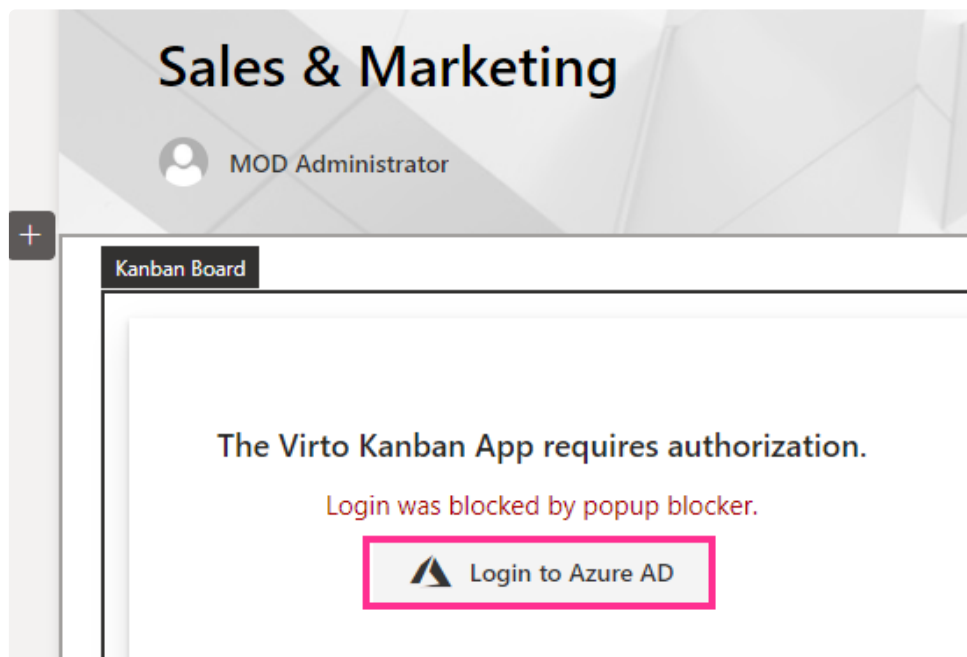 Sales & Marketing
MOD Administrator
Kanban Board
The Virto Kanban App requires authorization.
Login was blocked by popup blocker.
Login to Azure AD